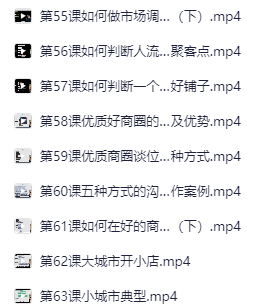 第55课如何做市场调...（下）.mp4
第56课如何判断人流...聚客点.mp4
第57课如何判断一个...好铺子.mp4
第58课优质好商圈的...及优势.mp4
第59课优质商圈谈位...种方式.mp4
第60课五种方式的沟...作案例.mp4
第61课如何在好的商...（下）.mp4
第62课大城市开小店.mp4
第63课小城市典型.mp4